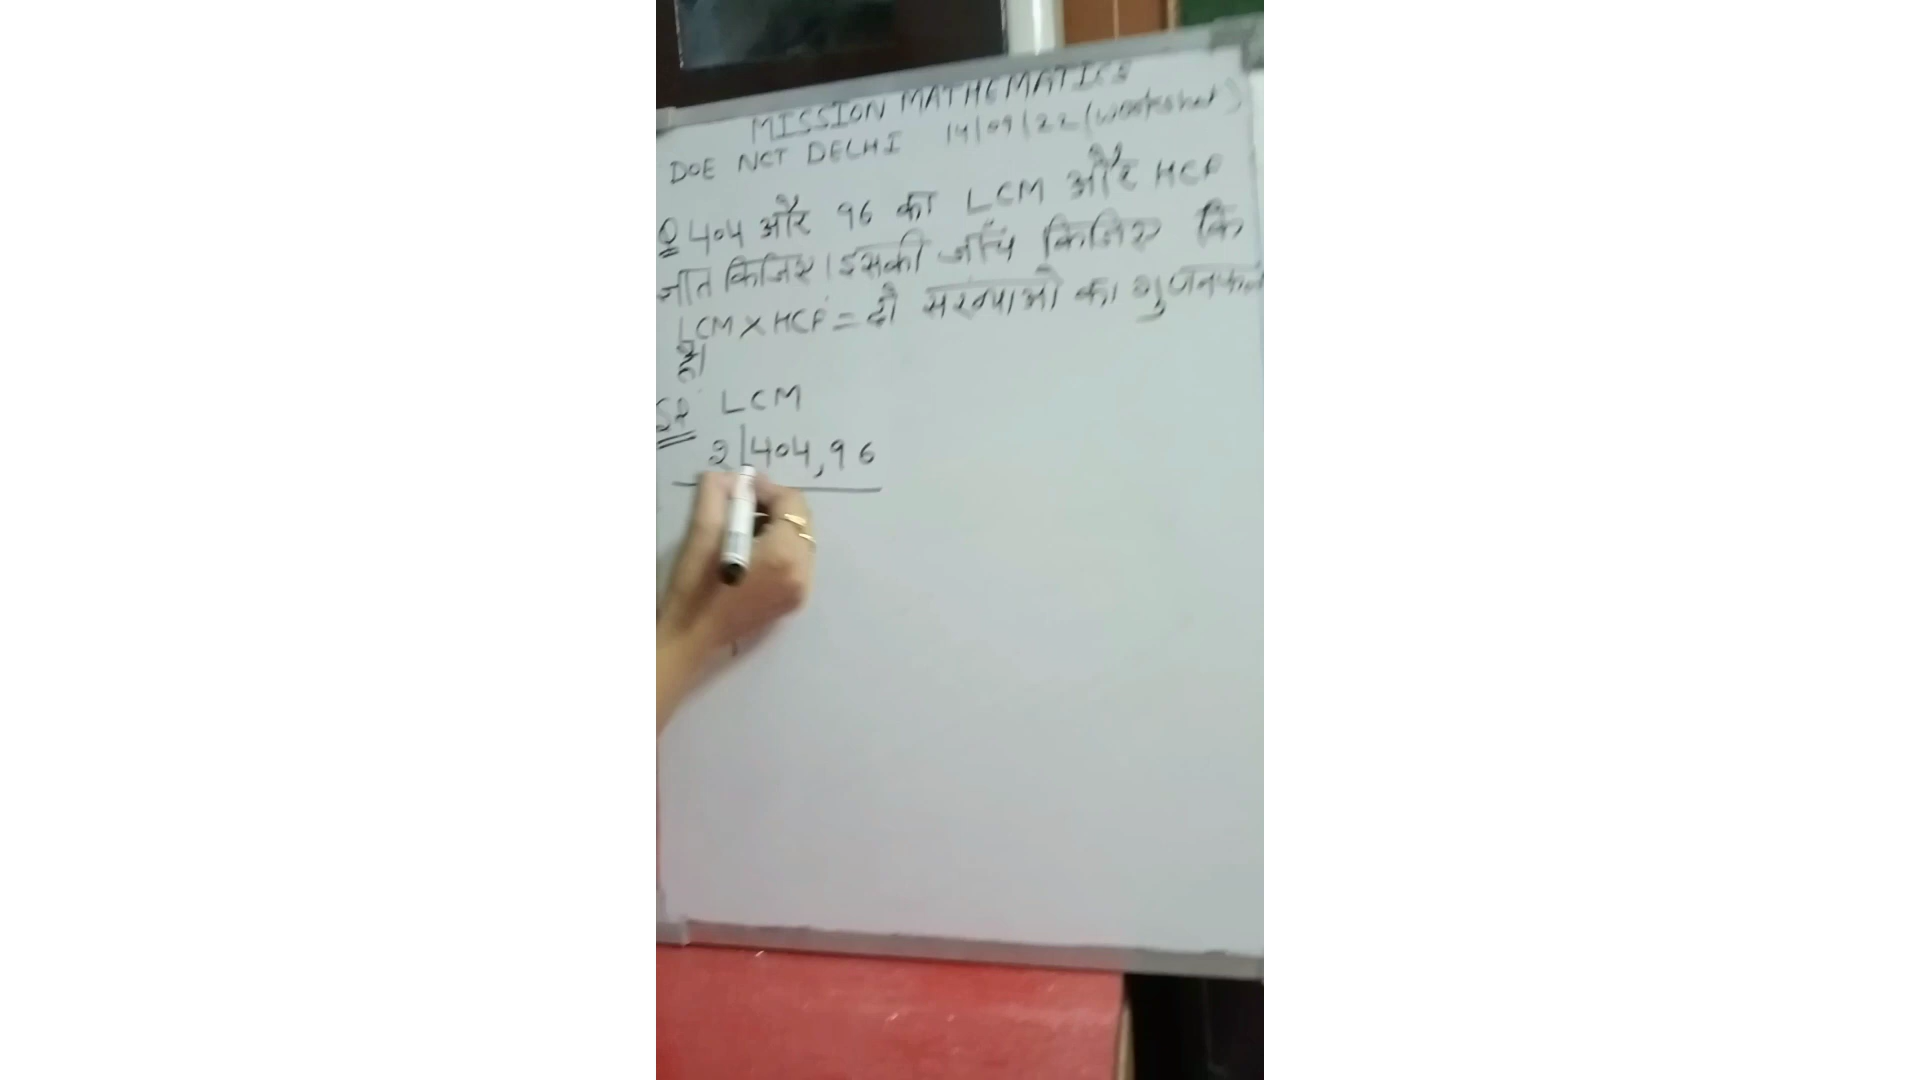 MISSION MATHEMATICS
DOE NCT DELHI 14/09/22 (worksheet)
Q 404 और 96 का LCM और HCF
ज्ञात किजिए। इसकी जाँच किजिए कि
LCM x HCF = दो संख्याओ का गुणनफल
हो।
Sol LCM
2 404, 96